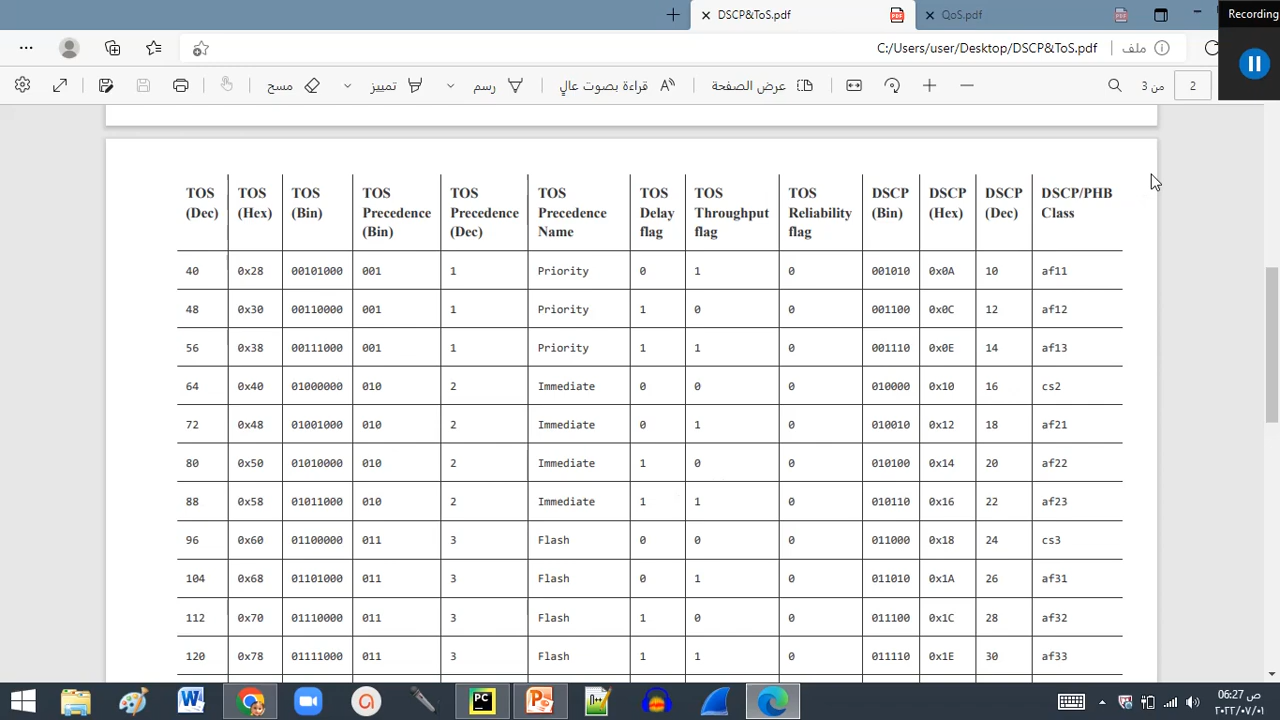 Recording
DSCP&ToS.pdf
QoS.pdf
C:/Users/user/Desktop/DSCP&ToS.pdf
ملف
مسح
تمييز
رسم
قراءة بصوت عالٍ
عرض الصفحة
من 3
2
TOS (Dec) TOS (Hex) TOS (Bin) TOS Precedence (Bin) TOS Precedence (Dec) TOS Precedence Name TOS Delay flag TOS Throughput flag TOS Reliability flag DSCP (Bin) DSCP (Hex) DSCP (Dec) DSCP/PHB Class
40 0x28 00101000 001 1 Priority 0 1 0 001010 0x0A 10 af11
48 0x30 00110000 001 1 Priority 1 0 0 001100 0x0C 12 af12
56 0x38 00111000 001 1 Priority 1 1 0 001110 0x0E 14 af13
64 0x40 01000000 010 2 Immediate 0 0 0 010000 0x10 16 cs2
72 0x48 01001000 010 2 Immediate 0 1 0 010010 0x12 18 af21
80 0x50 01010000 010 2 Immediate 1 0 0 010100 0x14 20 af22
88 0x58 01011000 010 2 Immediate 1 1 0 010110 0x16 22 af23
96 0x60 01100000 011 3 Flash 0 0 0 011000 0x18 24 cs3
104 0x68 01101000 011 3 Flash 0 1 0 011010 0x1A 26 af31
112 0x70 01110000 011 3 Flash 1 0 0 011100 0x1C 28 af32
120 0x78 01111000 011 3 Flash 1 1 0 011110 0x1E 30 af33
06:27 ص
٢٠٢٢/٠٧/٠١